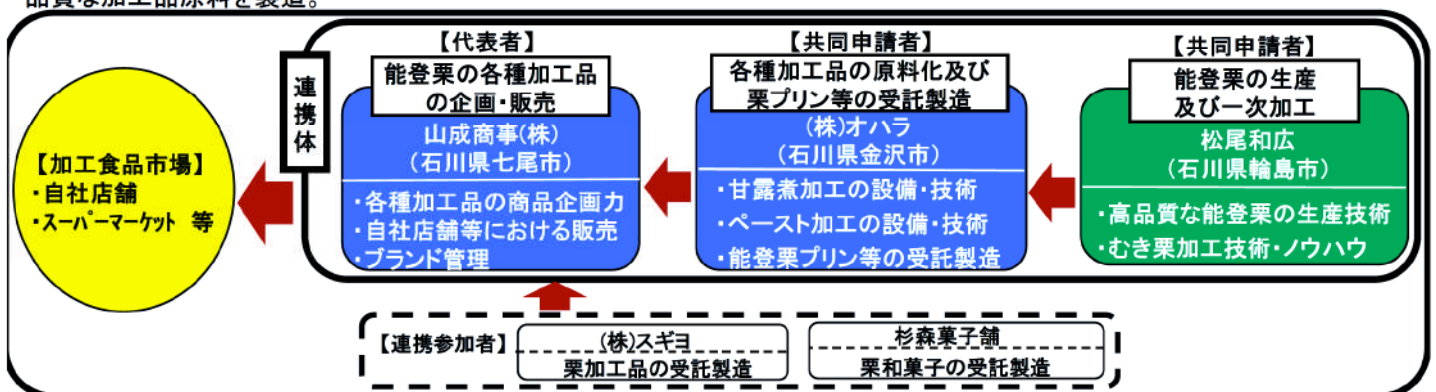 品質な加工品原料を製造。
【代表者】
能登栗の各種加工品
の企画・販売
山成商事(株)
(石川県七尾市)
・各種加工品の商品企画力
・自社店舗等における販売
・ブランド管理
【共同申請者】
各種加工品の原料化及び
栗プリン等の受託製造
(株)オハラ
(石川県金沢市)
・甘露煮加工の設備・技術
・ペースト加工の設備・技術
・能登栗プリン等の受託製造
【共同申請者】
能登栗の生産
及び一次加工
松尾和広
(石川県輪島市)
・高品質な能登栗の生産技術
・むき栗加工技術・ノウハウ
連携体
【加工食品市場】
・自社店舗
・スーパーマーケット 等
【連携参加者】
(株)スギヨ
栗加工品の受託製造
杉森菓子舗
栗和菓子の受託製造